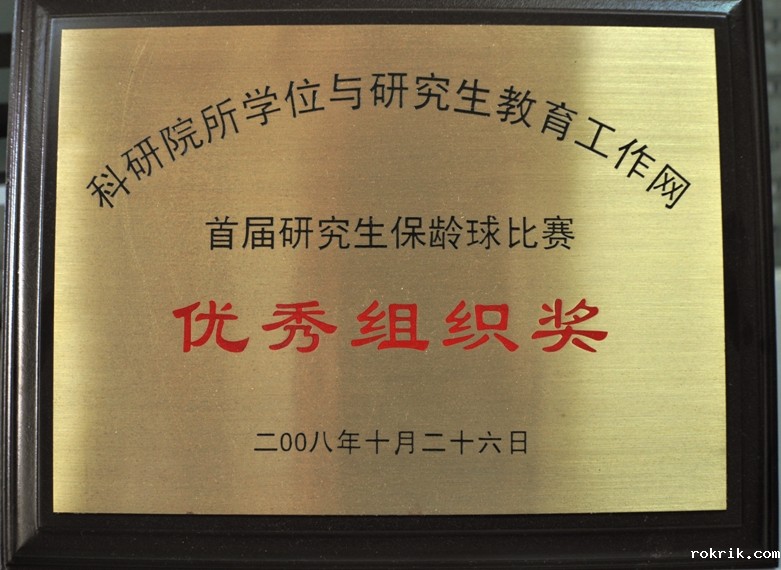 科研院所学位与研究生教育工作网
首届研究生保龄球比赛
优秀组织奖
二00八年十月二十六日
rokrik.com